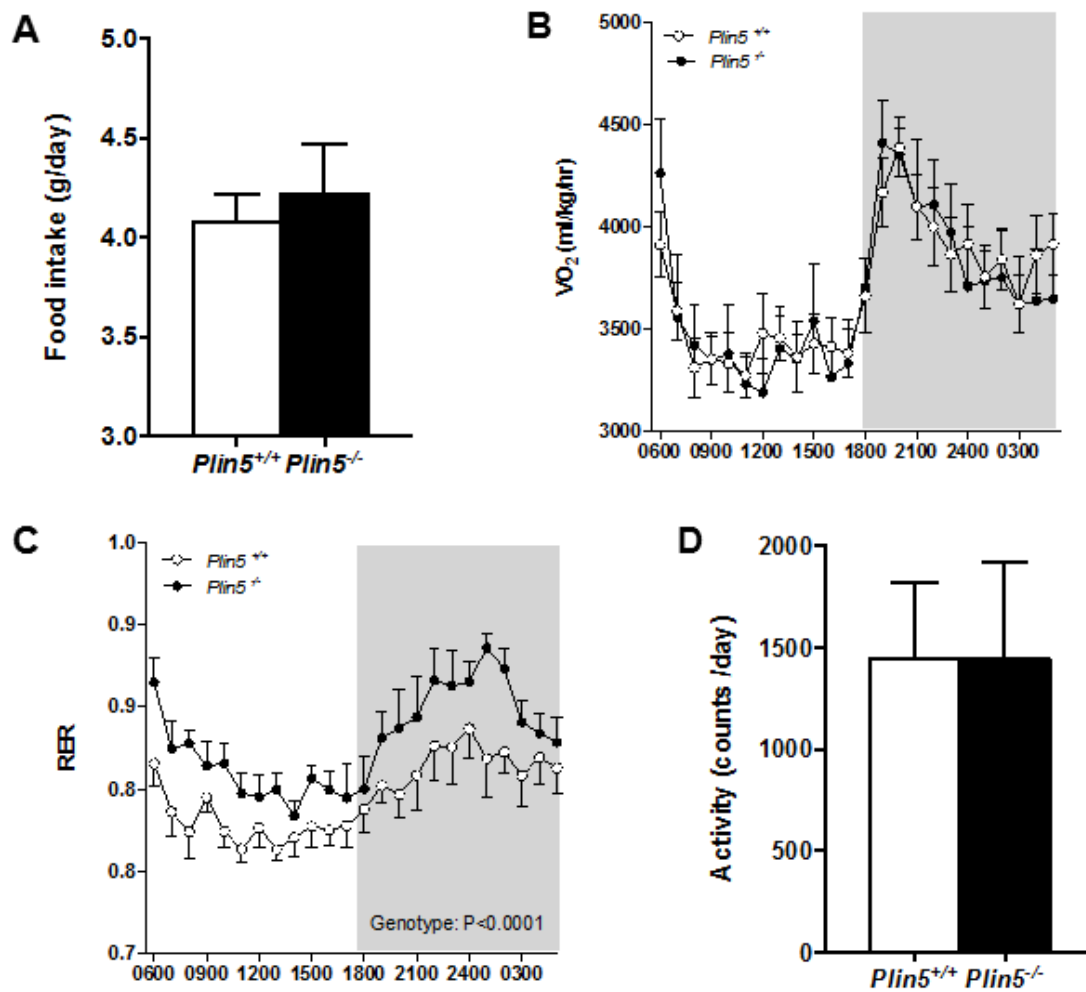 A
Food intake (g/day)
5.0
4.5
4.0
3.5
3.0
Plin5+/+ Plin5-/-
B
VO2 (ml/kg/hr)
5000
4500
4000
3500
3000
Plin5 +/+
Plin5 -/-
0600 0900 1200 1500 1800 2100 2400 0300
C
RER
1.0
0.9
0.9
0.8
0.8
0.7
Plin5 +/+
Plin5 -/-
Genotype: P<0.0001
0600 0900 1200 1500 1800 2100 2400 0300
D
Activity (counts /day)
2000
1500
1000
500
0
Plin5+/+ Plin5-/-